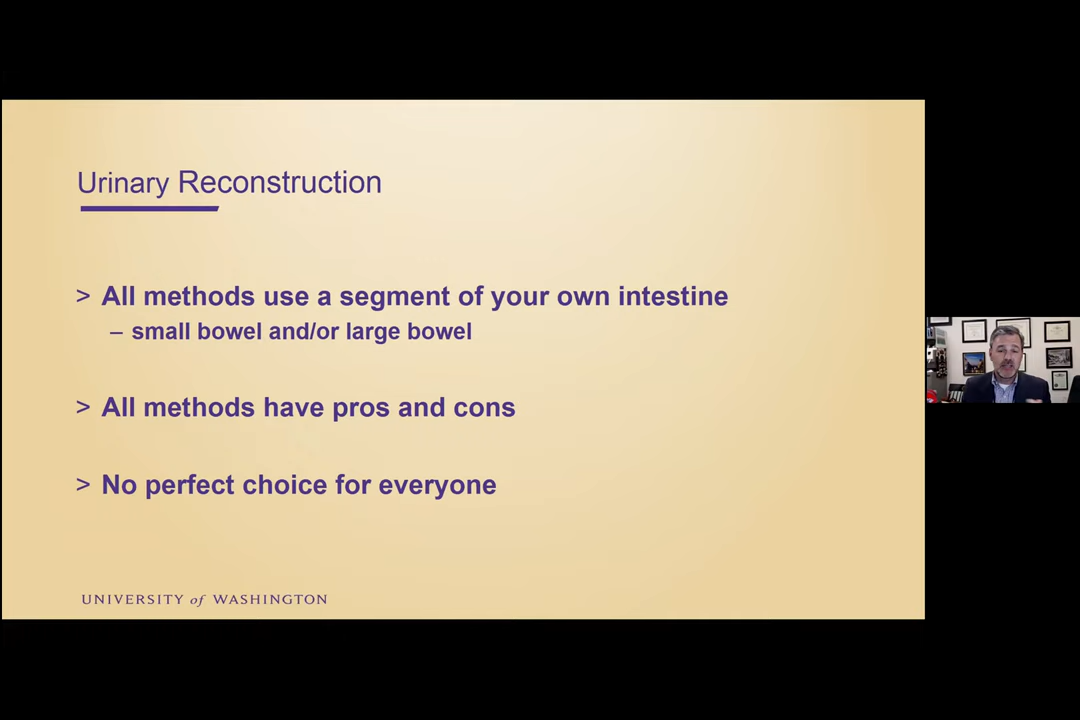 Urinary Reconstruction
> All methods use a segment of your own intestine
– small bowel and/or large bowel
> All methods have pros and cons
> No perfect choice for everyone
UNIVERSITY of WASHINGTON